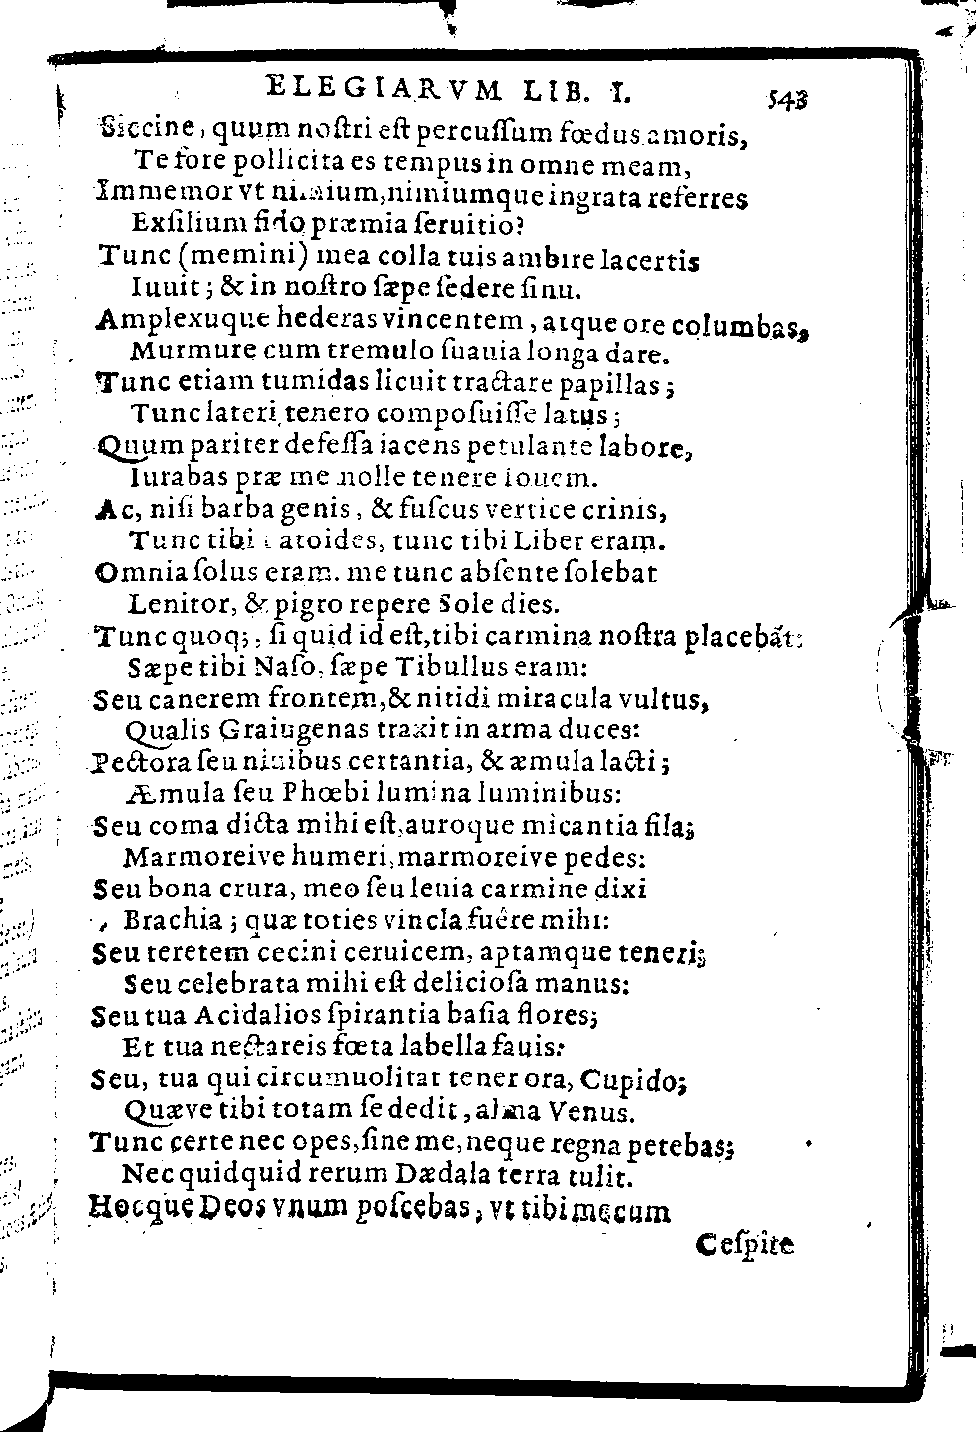 ELEGIARVM LIB. I. 543
Siccine, quum noſtri eſt percuſſum fœdus amoris,
Te fore pollicita es tempus in omne meam,
Immemor vt nimium, nimiumque ingrata referres
Exſilium fido præmia ſeruitio?
Tunc (memini) mea colla tuis ambire lacertis
Iuuit; & in noſtro ſæpe ſedere ſinu.
Amplexuque hederas vincentem, atque ore columbas,
Murmure cum tremulo ſuauia longa dare.
Tunc etiam tumidas licuit tractare papillas;
Tunc lateri tenero compoſuiſſe latus;
Quum pariter defeſſa iacens petulante labore,
Iurabas præ me nolle tenere iouem.
Ac, niſi barba genis, & fuſcus vertice crinis,
Tunc tibi Latoides, tunc tibi Liber eram.
Omnia ſolus eram. me tunc abſente ſolebat
Lenitor, & pigro repere Sole dies.
Tunc quoq;, ſi quid id eſt, tibi carmina noſtra placebāt:
Sæpe tibi Naſo, ſæpe Tibullus eram:
Seu canerem frontem, & nitidi miracula vultus,
Qualis Graiugenas traxit in arma duces:
Pectora ſeu niuibus certantia, & æmula lacti;
Æmula ſeu Phœbi lumina luminibus:
Seu coma dicta mihi eſt, auroque micantia fila;
Marmoreive humeri, marmoreive pedes:
Seu bona crura, meo ſeu leuia carmine dixi
Brachia; quæ toties vincla fuére mihi:
Seu teretem cecini ceruicem, aptamque teneri;
Seu celebrata mihi eſt delicioſa manus:
Seu tua Acidalios ſpirantia baſia flores;
Et tua nectareis fœta labella fauis:
Seu, tua qui circumuolitat tener ora, Cupido;
Quæve tibi totam ſe dedit, alma Venus.
Tunc certe nec opes, ſine me, neque regna petebas;
Nec quidquid rerum Dædala terra tulit.
Hocque Deos vnum poſcebas, vt tibi mecum
Ceſpite